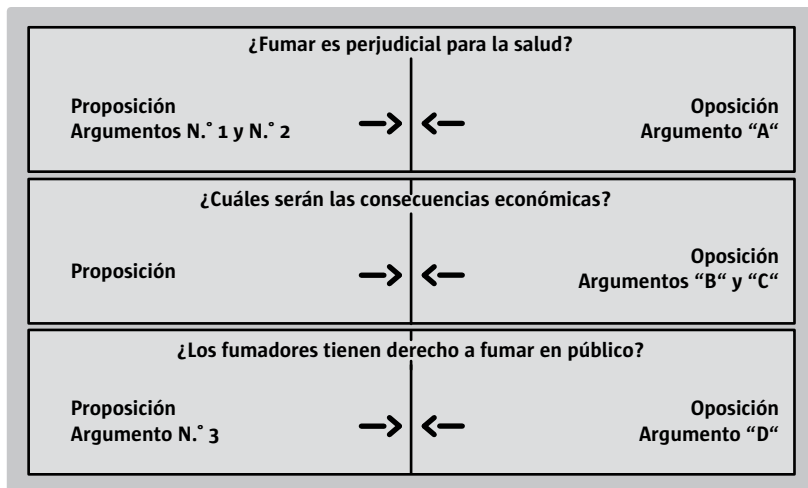 ¿Fumar es perjudicial para la salud?
Proposición
Argumentos N.° 1 y N.° 2
Oposición
Argumento “A“
¿Cuáles serán las consecuencias económicas?
Proposición
Oposición
Argumentos “B“ y “C“
¿Los fumadores tienen derecho a fumar en público?
Proposición
Argumento N.° 3
Oposición
Argumento “D“